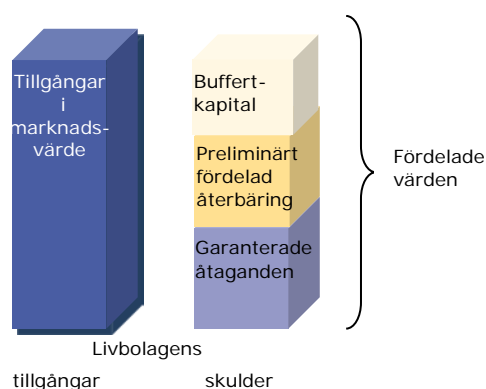 Tillgångar
i
marknads-
värde
Buffert-
kapital
Preliminärt
fördelad
återbäring
Garanterade
åtaganden
Fördelade
värden
Livbolagens
tillgångar
skulder